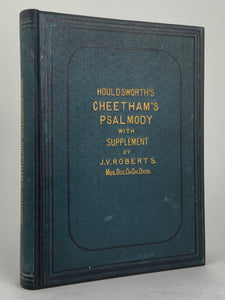 HOULDSWORTH'S
CHEETHAM'S
PSALMODY
WITH
SUPPLEMENT
BY
J.V.ROBERTS,
MUS. DOC. CH. CH. OXON.